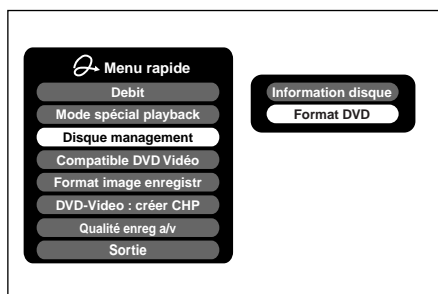 Menu rapide
Debit
Mode spécial playback
Disque management
Compatible DVD Vidéo
Format image enregistr
DVD-Video : créer CHP
Qualité enreg a/v
Sortie
Information disque
Format DVD